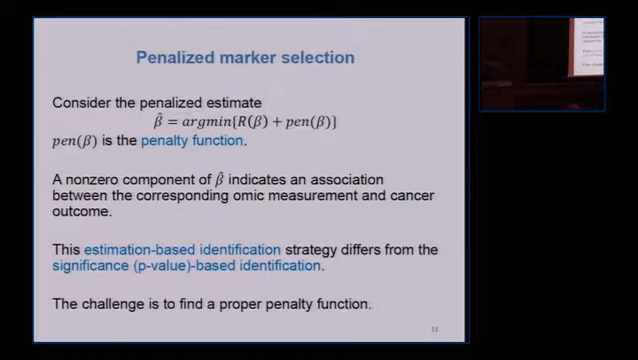 Penalized marker selection
Consider the penalized estimate
β̂ = argmin{R(β) + pen(β)}
pen(β) is the penalty function.
A nonzero component of β̂ indicates an association
between the corresponding omic measurement and cancer
outcome.
This estimation-based identification strategy differs from the
significance (p-value)-based identification.
The challenge is to find a proper penalty function.